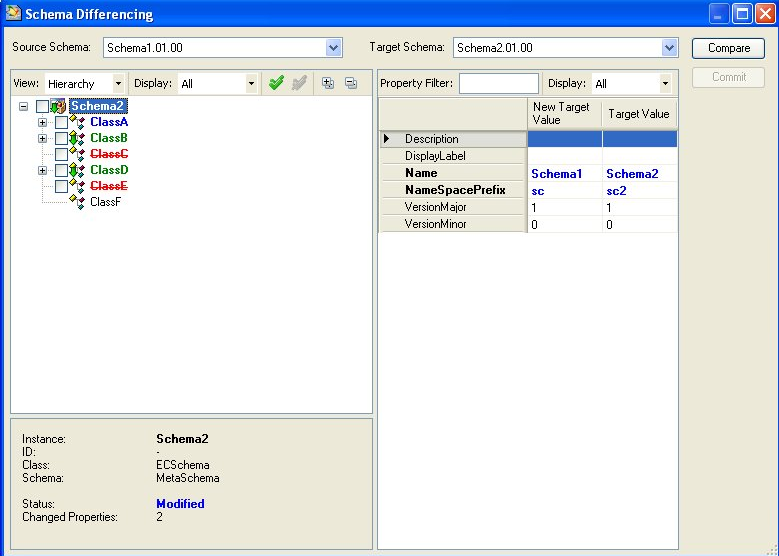 Schema Differencing
Source Schema: Schema1.01.00 Target Schema: Schema2.01.00 Compare
View: Hierarchy Display: All Property Filter: Display: All Commit
Schema2
ClassA
ClassB
ClassC
ClassD
ClassE
ClassF
New Target Value Target Value
Description
DisplayLabel
Name Schema1 Schema2
NameSpacePrefix sc sc2
VersionMajor 1 1
VersionMinor 0 0
Instance: Schema2
ID: -
Class: ECSchema
Schema: MetaSchema
Status: Modified
Changed Properties: 2